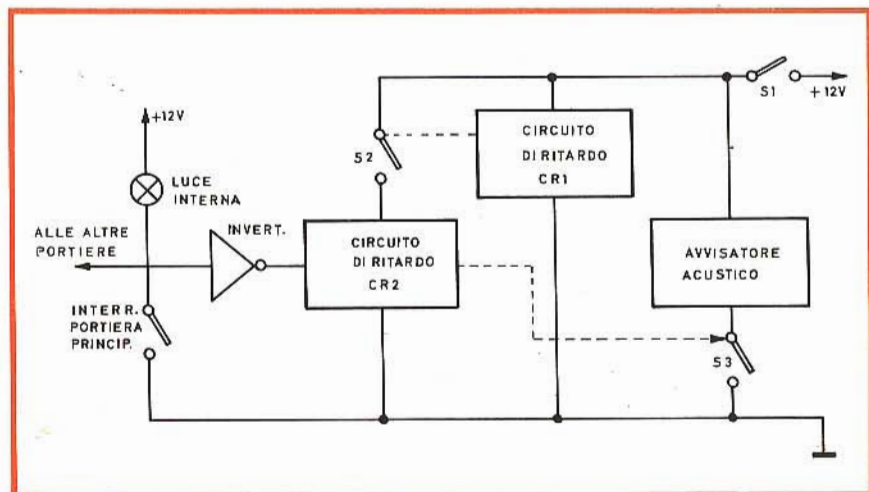 +12V
LUCE
INTERNA
ALLE ALTRE
PORTIERE
INVERT.
INTERR.
PORTIERA
PRINCIP.
S2
CIRCUITO
DI RITARDO
CR2
CIRCUITO
DI RITARDO
CR1
S1
+12V
AVVISATORE
ACUSTICO
S3